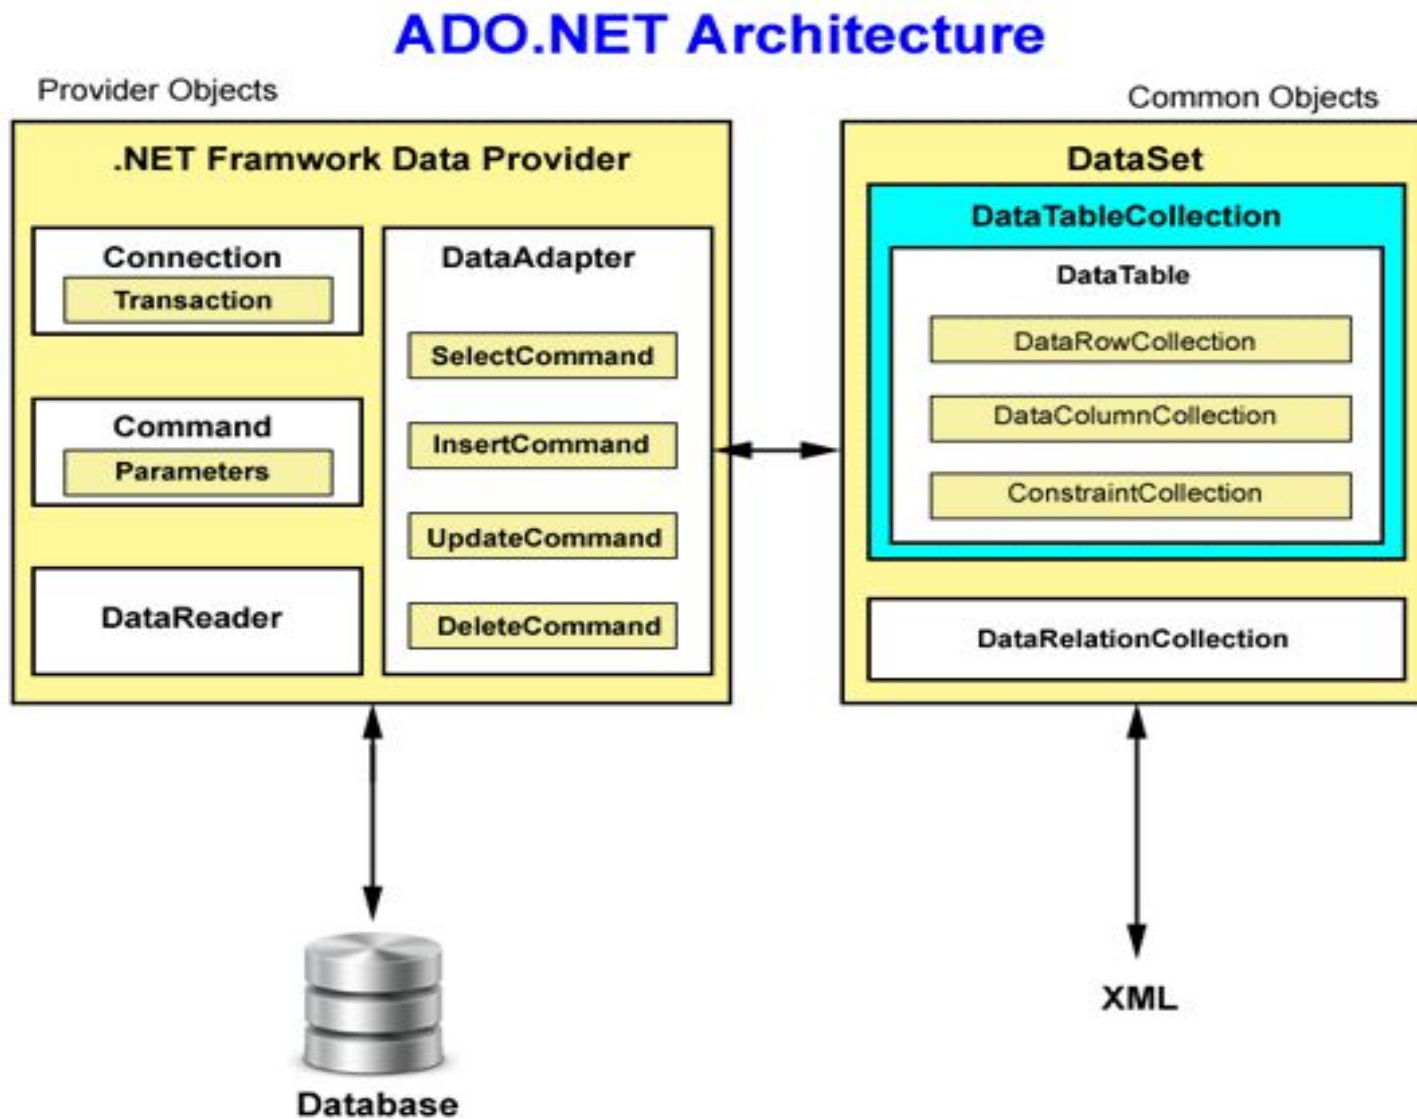 ADO.NET Architecture
Provider Objects
Common Objects
.NET Framwork Data Provider
Connection
Transaction
Command
Parameters
DataReader
DataAdapter
SelectCommand
InsertCommand
UpdateCommand
DeleteCommand
DataSet
DataTableCollection
DataTable
DataRowCollection
DataColumnCollection
ConstraintCollection
DataRelationCollection
Database
XML